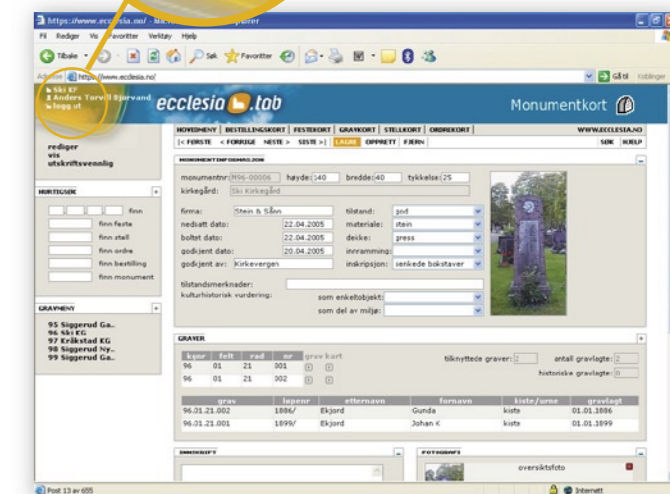 https://www.ecclesia.no/ - Mic
Fil Rediger Vis Favoritter Verktøy Hjelp
Tilbake Søk Favoritter
https://www.ecclesia.no/ Gå til Koblinger
Ski KF
Anders Torvill Bjorvand
logg ut
ecclesia .tab Monumentkort
HOVEDMENY BESTILLINGSKORT FESTEKORT GRAVKORT STELLKORT ORDREKORT WWW.ECCLESIA.NO
|< FØRSTE < FORRIGE NESTE > SISTE >| LAGRE OPPRETT FJERN SØK HJELP
rediger
vis
utskriftsvennlig
MONUMENTINFORMASJON
monumentnr: M96-00006 høyde: 140 bredde: 40 tykkelse: 25
kirkegård: Ski Kirkegård
HURTIGSØK
finn
finn feste
finn stell
finn ordre
finn bestilling
finn monument
firma: Stein & Sånn tilstand: god
nedsatt dato: 22.04.2005 materiale: stein
boltet dato: 22.04.2005 dekke: gress
godkjent dato: 20.04.2005 innramming:
godkjent av: Kirkevergen inskripsjon: senkede bokstaver
tilstandsmerknader:
kulturhistorisk vurdering: som enkeltobjekt:
som del av miljø:
GRAVMENY
95 Siggerud Ga..
96 Ski KG
97 Kråkstad KG
98 Siggerud Ny..
99 Siggerud Ga..
GRAVER
kgnr felt rad nr grav kart
96 01 21 001
96 01 21 002
tilknyttede graver: 2 antall gravlagte: 2
historiske gravlagte: 0
grav løpenr etternavn fornavn kiste/urne gravlagt
96.01.21.002 1886/ Ekjord Gunda kiste 01.01.1886
96.01.21.001 1899/ Ekjord Johan K kiste 01.01.1899
INNSKRIFT FOTOGRAFI
oversiktsfoto
Post 13 av 655 Internett